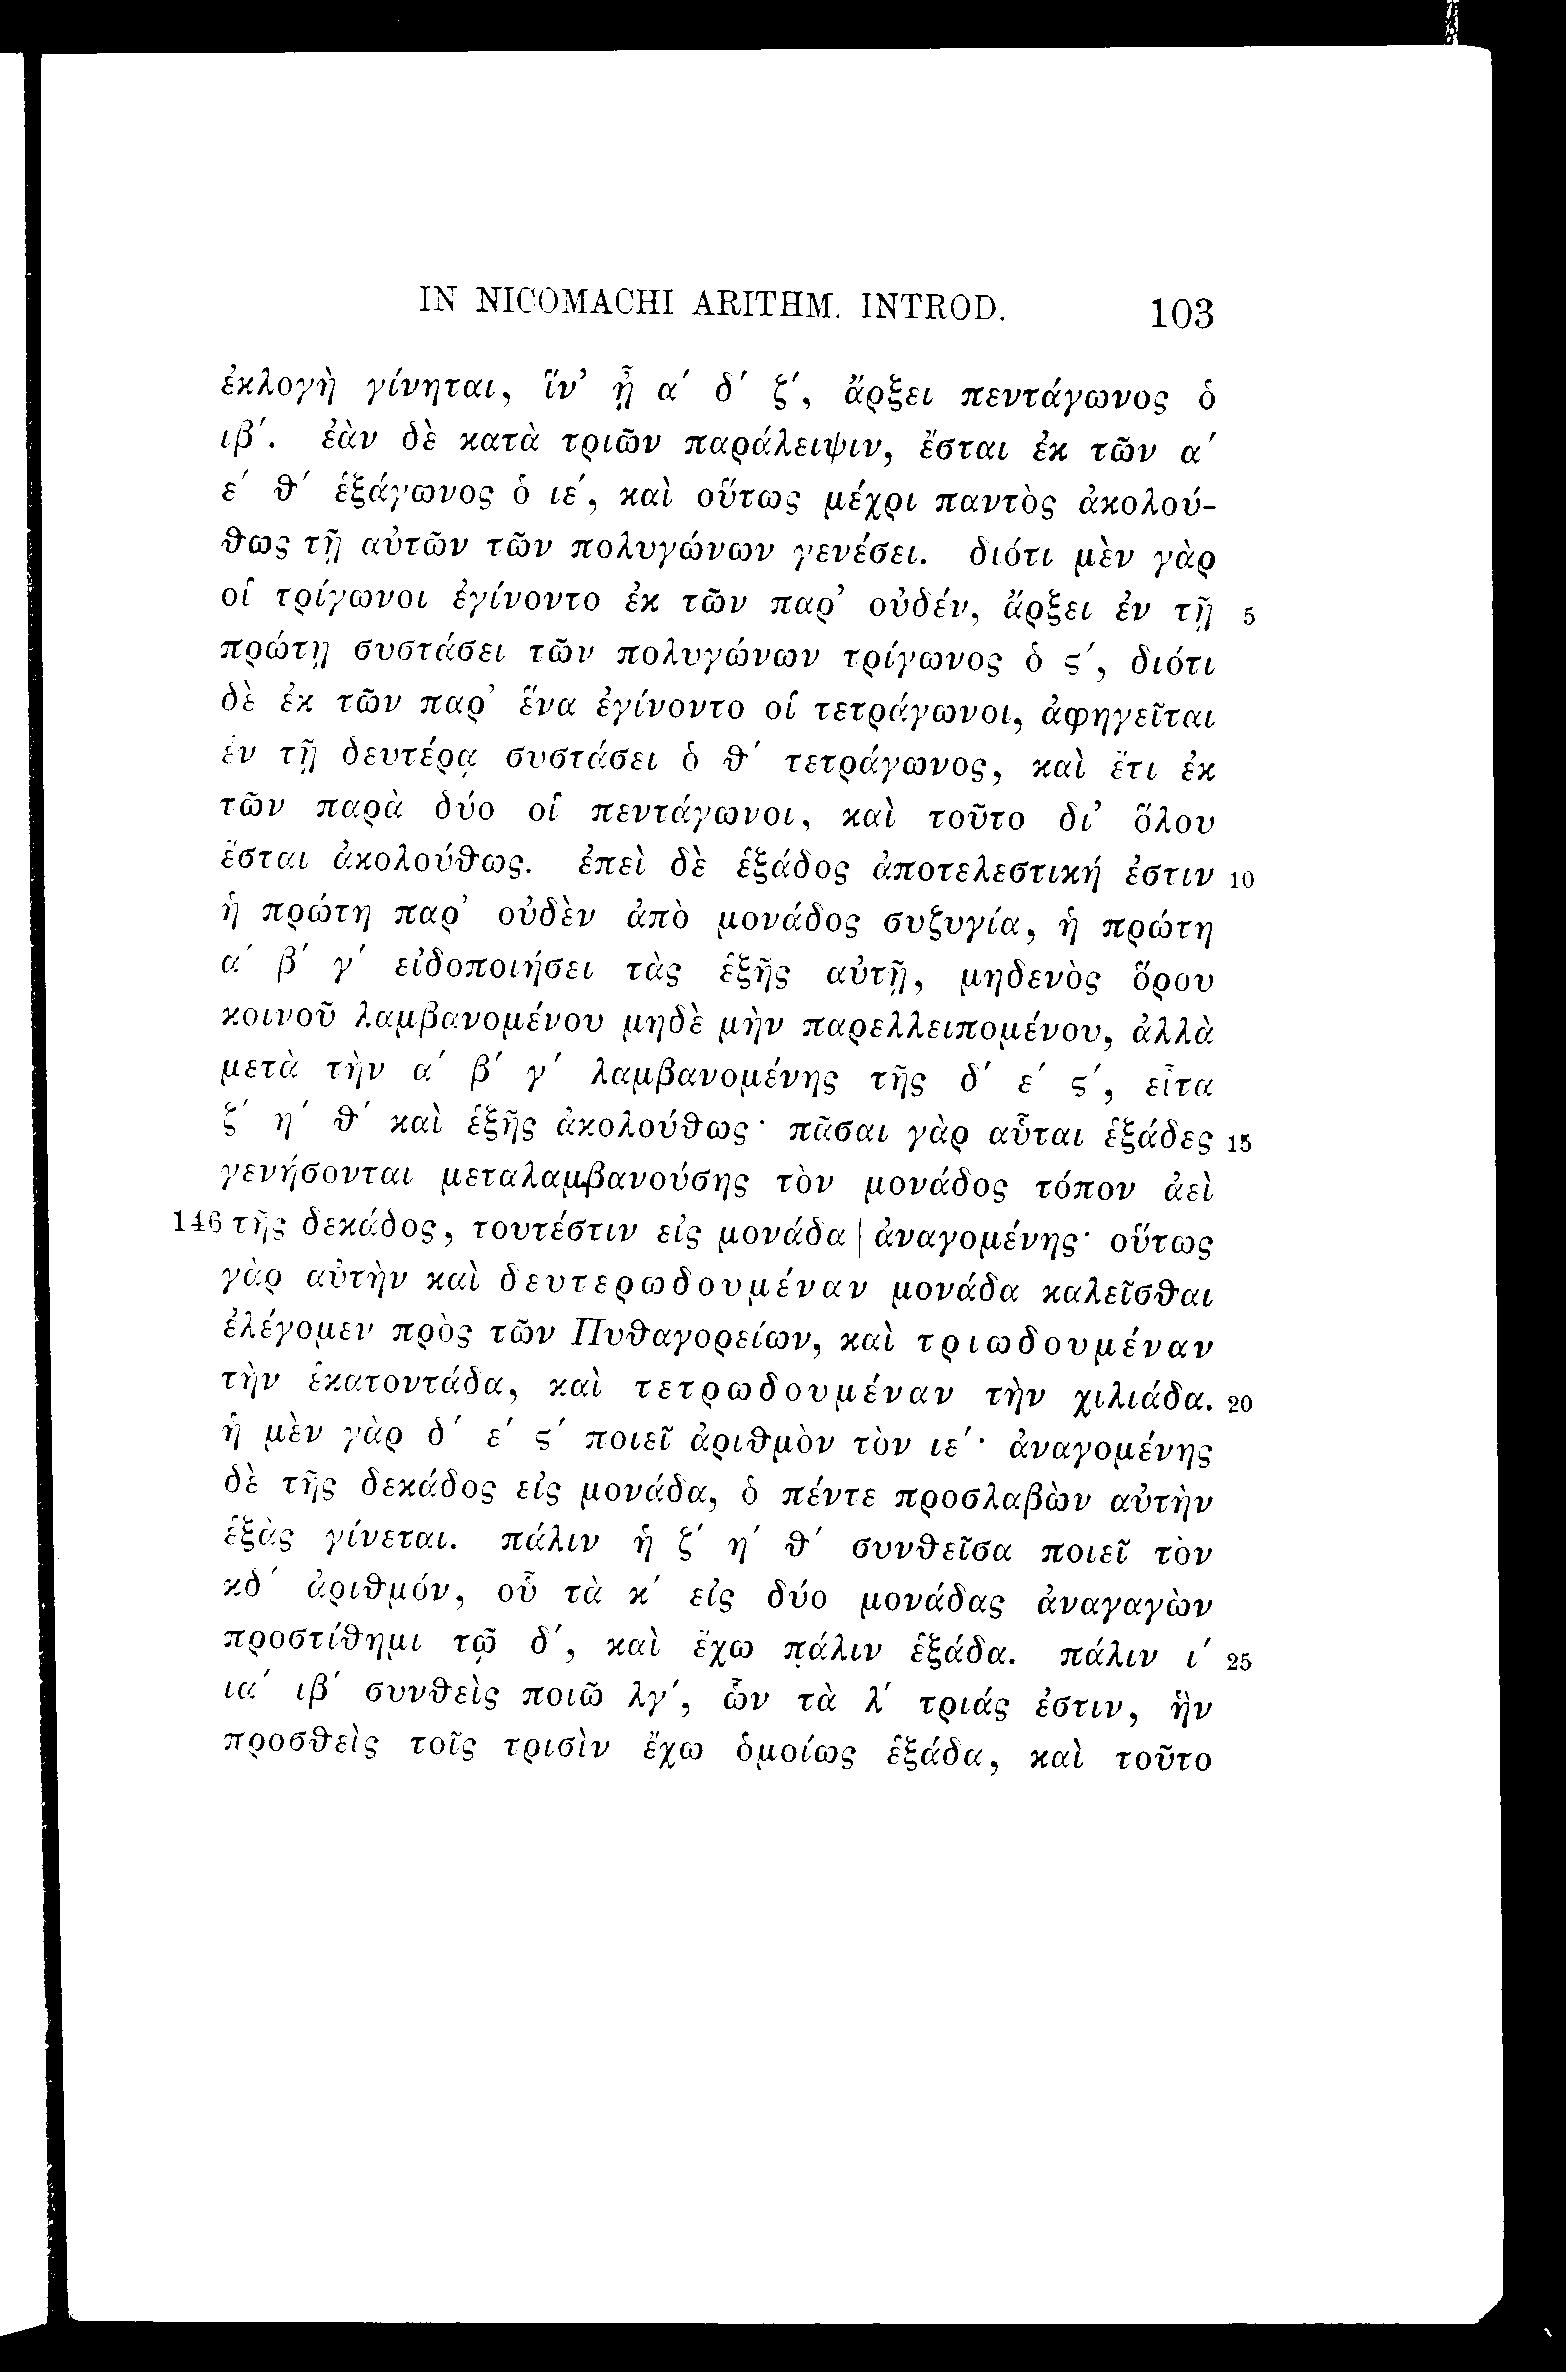 IN NICOMACHI ARITHM. INTROD. 103
ἐκλογὴ γίνηται, ἵν’ ᾖ α′ δ′ ζ′, ἄρξει πεντάγωνος ὁ
ιβ′. ἐὰν δὲ κατὰ τριῶν παράλειψιν, ἔσται ἐκ τῶν α′
ε′ θ′ ἑξάγωνος ὁ ιε′, καὶ οὕτως μέχρι παντὸς ἀκολού-
θως τῇ αὐτῶν τῶν πολυγώνων γενέσει. διότι μὲν γὰρ
οἱ τρίγωνοι ἐγίνοντο ἐκ τῶν παρ’ οὐδέν, ἄρξει ἐν τῇ 5
πρώτῃ συστάσει τῶν πολυγώνων τρίγωνος ὁ ϛ′, διότι
δὲ ἐκ τῶν παρ’ ἕνα ἐγίνοντο οἱ τετράγωνοι, ἀφηγεῖται
ἐν τῇ δευτέρᾳ συστάσει ὁ θ′ τετράγωνος, καὶ ἔτι ἐκ
τῶν παρὰ δύο οἱ πεντάγωνοι, καὶ τοῦτο δι’ ὅλου
ἔσται ἀκολούθως. ἐπεὶ δὲ ἑξάδος ἀποτελεστική ἐστιν 10
ἡ πρώτη παρ’ οὐδὲν ἀπὸ μονάδος συζυγία, ἡ πρώτη
α′ β′ γ′ εἰδοποιήσει τὰς ἑξῆς αὐτῇ, μηδενὸς ὅρου
κοινοῦ λαμβανομένου μηδὲ μὴν παρελλειπομένου, ἀλλὰ
μετὰ τὴν α′ β′ γ′ λαμβανομένης τῆς δ′ ε′ ϛ′, εἶτα
ζ′ η′ θ′ καὶ ἑξῆς ἀκολούθως· πᾶσαι γὰρ αὗται ἑξάδες 15
γενήσονται μεταλαμβανούσης τὸν μονάδος τόπον ἀεὶ
146 τῆς δεκάδος, τουτέστιν εἰς μονάδα | ἀναγομένης· οὕτως
γὰρ αὐτὴν καὶ δευτερωδουμέναν μονάδα καλεῖσθαι
ἐλέγομεν πρὸς τῶν Πυθαγορείων, καὶ τριωδουμέναν
τὴν ἑκατοντάδα, καὶ τετρωδουμέναν τὴν χιλιάδα. 20
ἡ μὲν γὰρ δ′ ε′ ϛ′ ποιεῖ ἀριθμὸν τὸν ιε′· ἀναγομένης
δὲ τῆς δεκάδος εἰς μονάδα, ὁ πέντε προσλαβὼν αὐτὴν
ἑξὰς γίνεται. πάλιν ἡ ζ′ η′ θ′ συνθεῖσα ποιεῖ τὸν
κδ′ ἀριθμόν, οὗ τὰ κ′ εἰς δύο μονάδας ἀναγαγὼν
προστίθημι τῷ δ′, καὶ ἔχω πάλιν ἑξάδα. πάλιν ι′ 25
ια′ ιβ′ συνθεὶς ποιῶ λγ′, ὧν τὰ λ′ τριάς ἐστιν, ἣν
προσθεὶς τοῖς τρισὶν ἔχω ὁμοίως ἑξάδα, καὶ τοῦτο